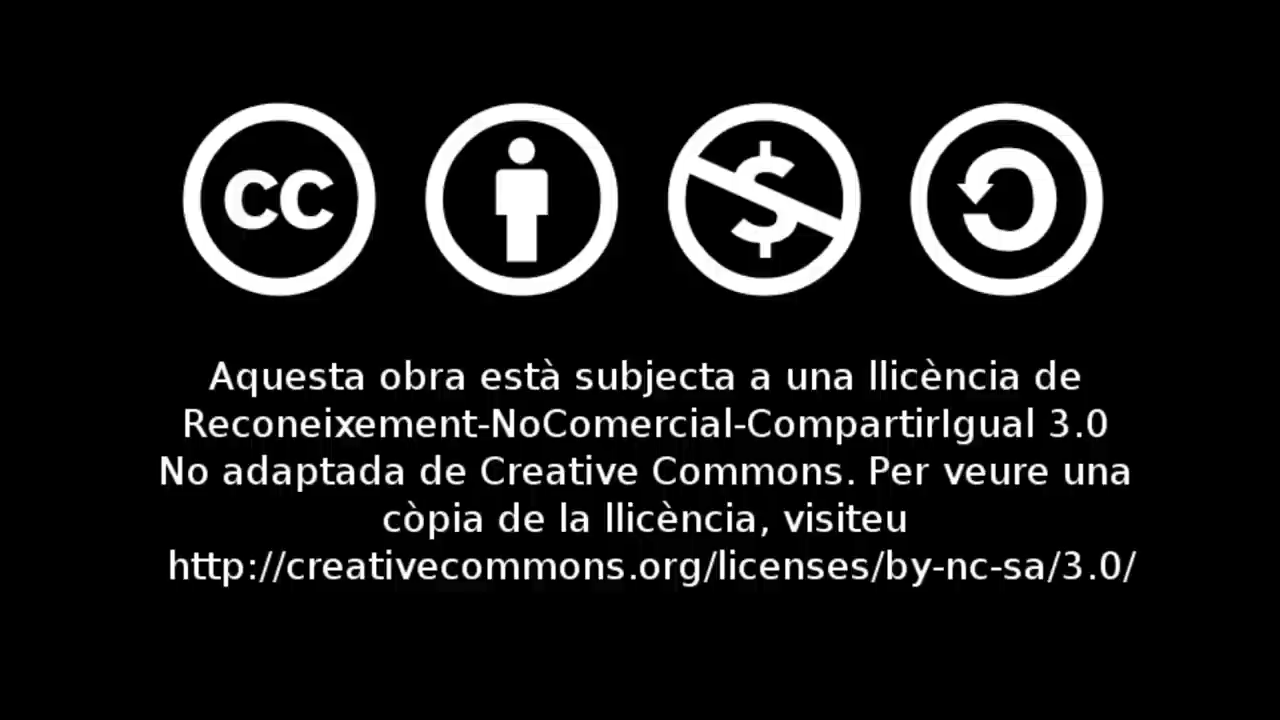 cc
Aquesta obra està subjecta a una llicència de
Reconeixement-NoComercial-CompartirIgual 3.0
No adaptada de Creative Commons. Per veure una
còpia de la llicència, visiteu
http://creativecommons.org/licenses/by-nc-sa/3.0/